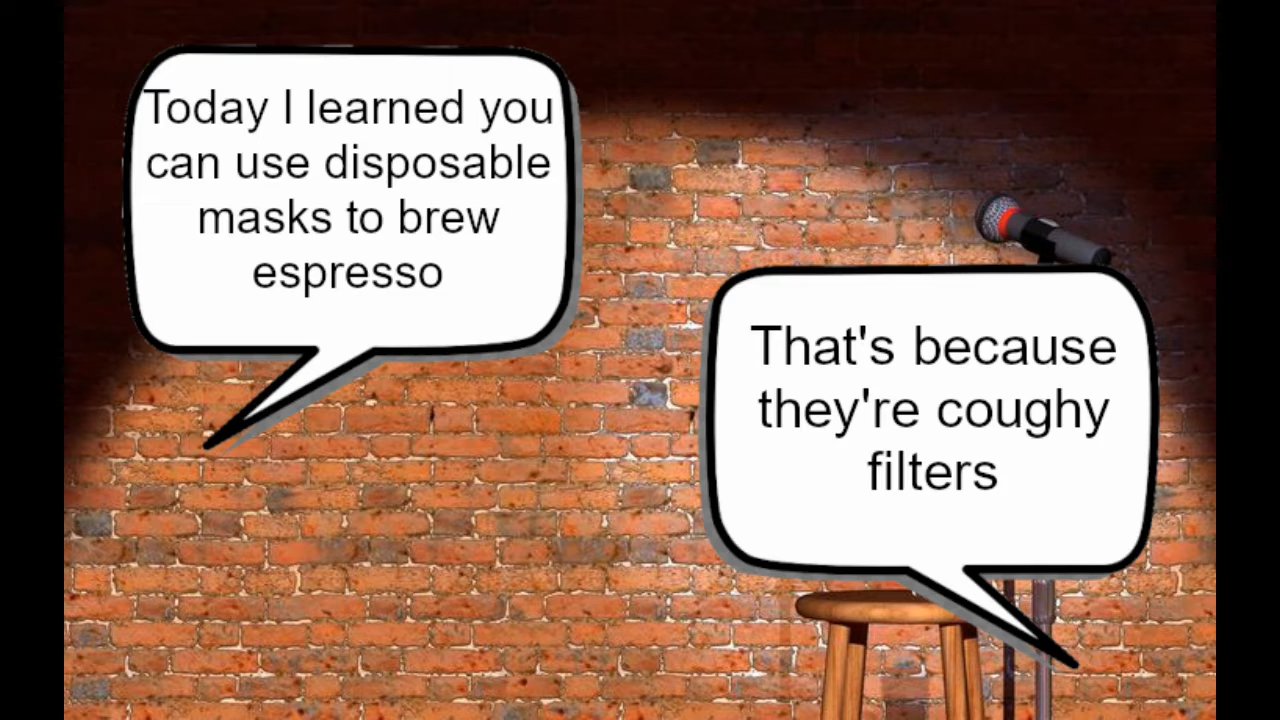 Today I learned you
can use disposable
masks to brew
espresso
That's because
they're coughy
filters